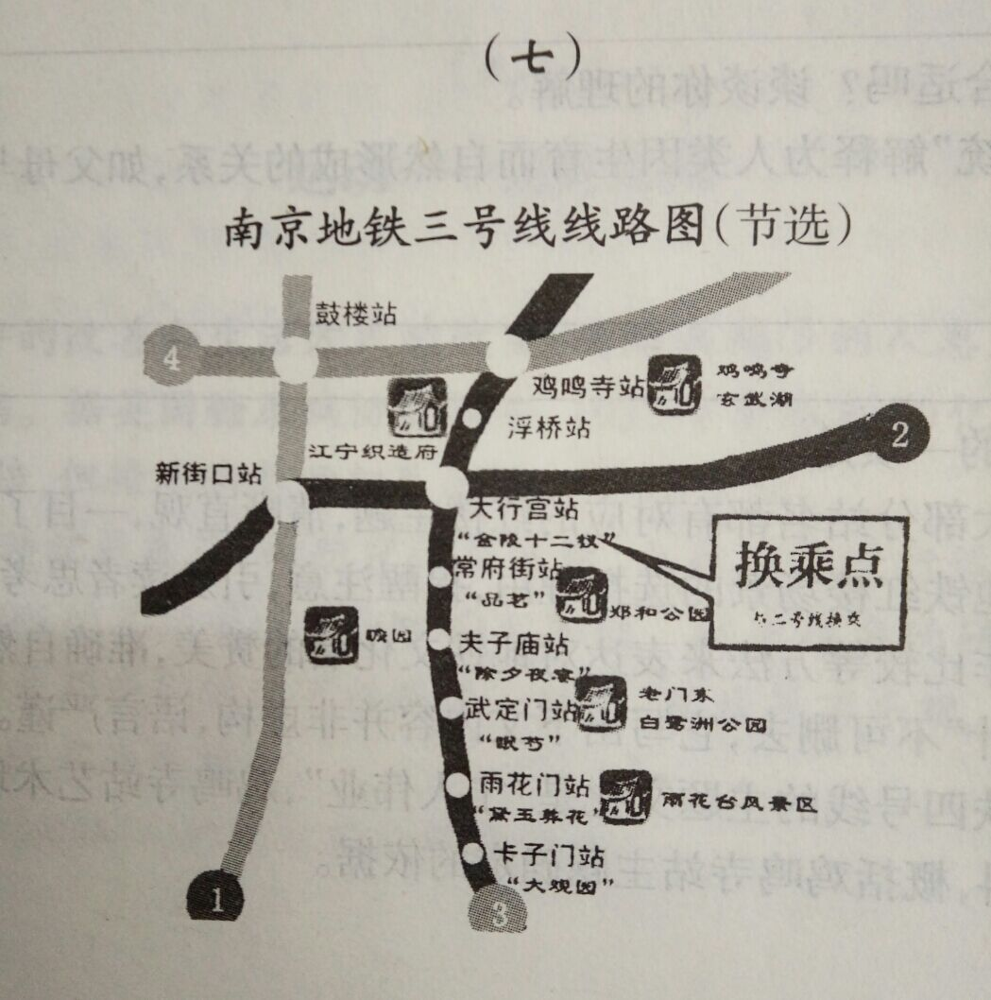 （七）
南京地铁三号线线路图（节选）
鼓楼站
4
鸡鸣寺站
鸡鸣寺
玄武湖
浮桥站
江宁织造府
2
新街口站
大行宫站
“金陵十二钗”
换乘点
与二号线换乘
常府街站
“品茗”
郑和公园
瞻园
夫子庙站
“除夕夜宴”
武定门站
“眠芍”
老门东
白鹭洲公园
雨花门站
“黛玉葬花”
雨花台风景区
卡子门站
“大观园”
1
3